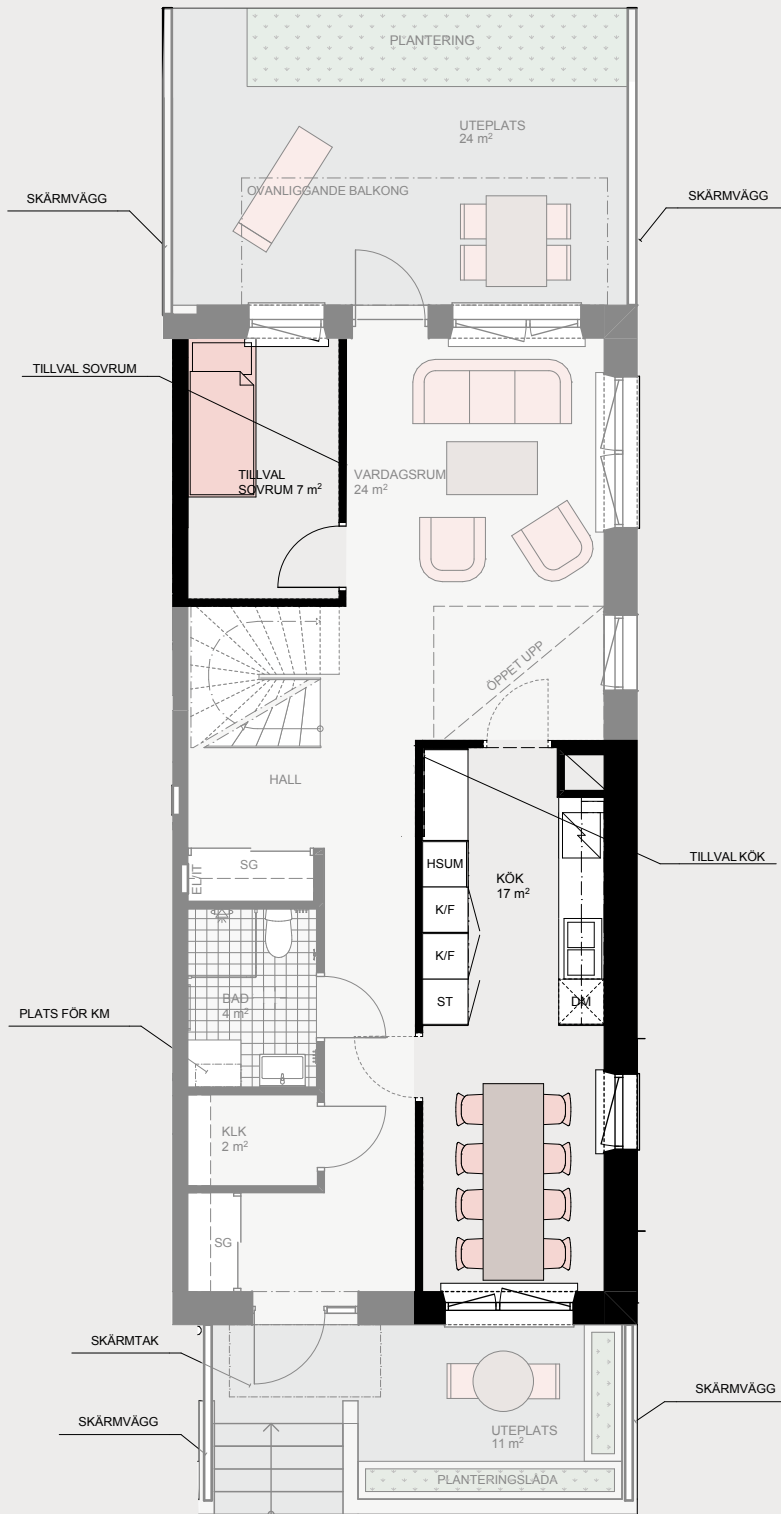 PLANTERING
UTEPLATS
24 m²
OVANLIGGANDE BALKONG
SKÄRMVÄGG
SKÄRMVÄGG
TILLVAL SOVRUM
TILLVAL
SOVRUM 7 m²
VARDAGSRUM
24 m²
ÖPPET UPP
HALL
SG
EL/IT
HSUM
KÖK
17 m²
TILLVAL KÖK
K/F
K/F
ST
DM
BAD
4 m²
PLATS FÖR KM
KLK
2 m²
SG
SKÄRMTAK
SKÄRMVÄGG
SKÄRMVÄGG
UTEPLATS
11 m²
PLANTERINGSLÅDA